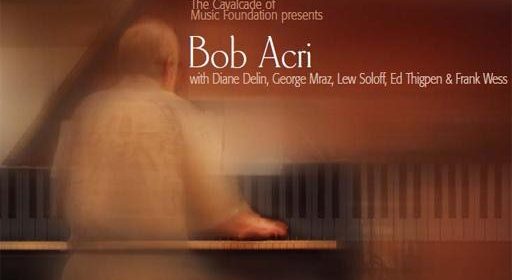 The Cavalcade of
Music Foundation presents
Bob Acri
with Diane Delin, George Mraz, Lew Soloff, Ed Thigpen & Frank Wess